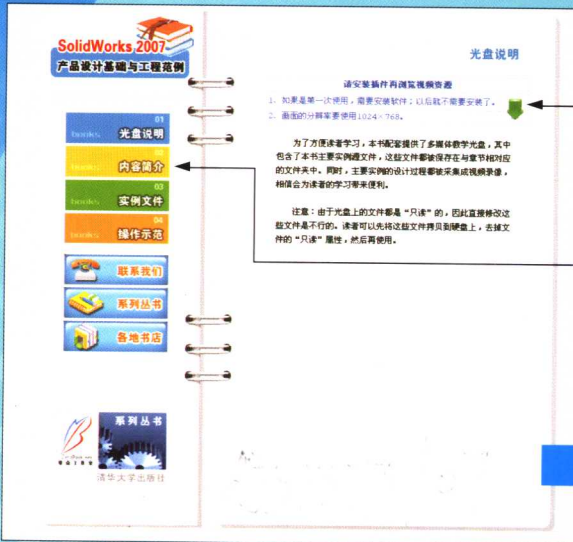 SolidWorks 2007
产品设计基础与工程范例
01
books 光盘说明
02
books 内容简介
03
books 实例文件
04
books 操作示范
联系我们
系列丛书
各地书店
系列丛书
清华大学出版社
光盘说明
请安装插件再浏览视频资源
1、如果是第一次使用，需要安装软件；以后就不需要安装了。
2、画面的分辨率要使用1024×768。
为了方便读者学习，本书配套提供了多媒体教学光盘，其中
包含了本书主要实例源文件，这些文件都被保存在与章节相对应
的文件夹中。同时，主要实例的设计过程都被采集成视频录像，
相信会为读者的学习带来便利。
注意：由于光盘上的文件都是“只读”的，因此直接修改这
些文件是不行的。读者可以先将这些文件拷贝到硬盘上，去掉文
件的“只读”属性，然后再使用。